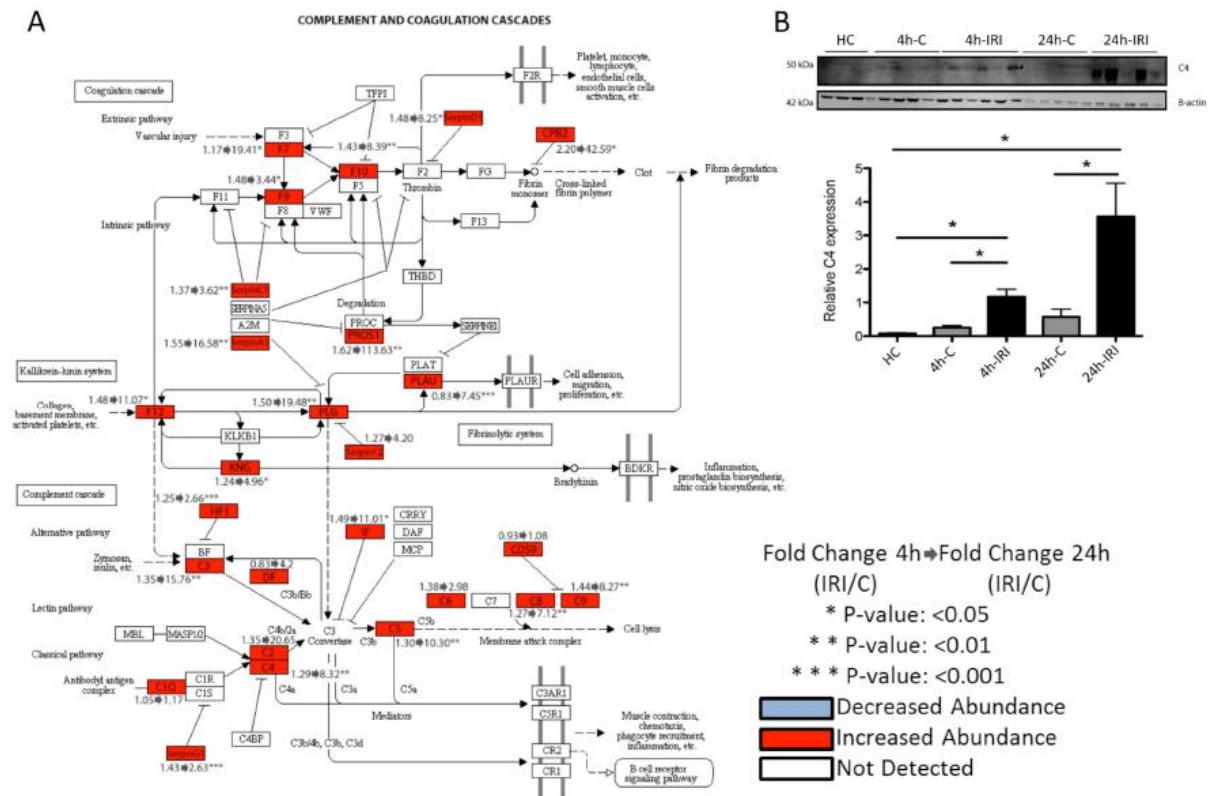 A
COMPLEMENT AND COAGULATION CASCADES
Coagulation cascade
Extrinsic pathway
Vascular injury
F3
F7
1.17➔19.41*
TFPI
1.43➔8.39**
F10
F5
1.48➔8.25*
SerpinD1
F2R
Platelet, monocyte,
lymphocyte,
endothelial cells,
smooth muscle cells
activation, etc.
CPB2
2.20➔42.59*
F2
Thrombin
FG
Fibrin
monomer
Cross-linked
fibrin polymer
Clot
Fibrin degradation
products
1.48➔3.44*
F11
F9
F8
VWF
Intrinsic pathway
F13
THBD
1.37➔3.62**
SerpinC1
SERPINA5
A2M
1.55➔16.58**
SerpinA1
Degradation
PROC
PROS1
1.62➔113.63**
SERPINE1
PLAT
PLAU
0.83➔7.45***
PLAUR
Cell adhesion,
migration,
proliferation, etc.
Kallikrein-kinin system
1.48➔11.07*
Collagen,
basement membrane,
activated platelets, etc.
F12
1.50➔19.48**
PLG
KLKB1
Fibrinolytic system
1.27➔4.20
SerpinF2
KNG
1.24➔4.96*
Bradykinin
BDKR
Inflammation,
prostaglandin biosynthesis,
nitric oxide biosynthesis, etc.
Complement cascade
1.25➔2.66***
HF1
Alternative pathway
Zymosan,
inulin, etc.
BF
C3
1.35➔15.76**
0.83➔4.2
DF
C3b/Bb
1.49➔11.01*
IF
CRRY
DAF
MCP
0.93➔1.08
CD59
1.38➔2.98
C6
C7
C8
1.27➔7.12**
1.44➔8.27**
C9
C5b
Membrane attack complex
Cell lysis
Lectin pathway
MBL
MASP1/2
C4b/2a
1.35➔20.65
C2
C4
1.29➔8.32**
C3
Convertase
C3b
C5
1.30➔10.30**
Classical pathway
Antibody/antigen
complex
C1Q
1.05➔1.17
C1R
C1S
C4a
C3a
C5a
Mediators
C4BP
SerpinG1
1.43➔2.63***
C3b/4b, C3b, C3d
C3AR1
C5R1
CR2
CR1
Muscle contraction,
chemotaxis,
phagocyte recruitment,
inflammation, etc.
B cell receptor
signaling pathway
B
HC 4h-C 4h-IRI 24h-C 24h-IRI
50 kDa
C4
42 kDa
B-actin
Relative C4 expression
5
4
3
2
1
0
*
*
*
*
HC
4h-C
4h-IRI
24h-C
24h-IRI
Fold Change 4h➔Fold Change 24h
(IRI/C) (IRI/C)
* P-value: <0.05
* * P-value: <0.01
* * * P-value: <0.001
Decreased Abundance
Increased Abundance
Not Detected